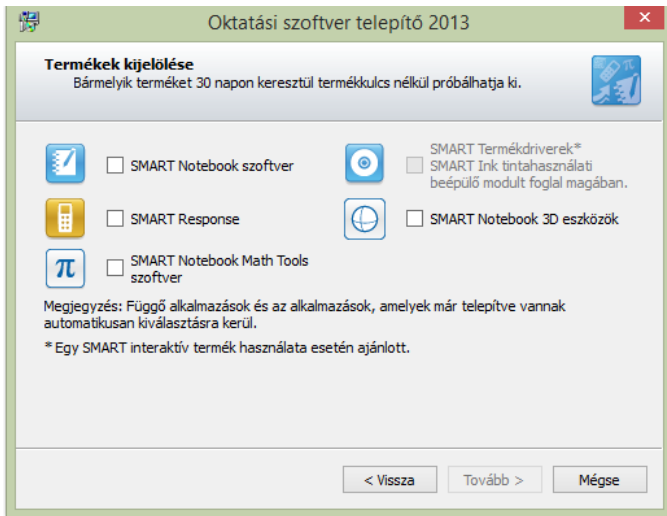 Oktatási szoftver telepítő 2013
Termékek kijelölése
Bármelyik terméket 30 napon keresztül termékkulcs nélkül próbálhatja ki.
SMART Notebook szoftver
SMART Termékdriverek*
SMART Ink tintahasználati
beépülő modult foglal magában.
SMART Response
SMART Notebook 3D eszközök
π
SMART Notebook Math Tools
szoftver
Megjegyzés: Függő alkalmazások és az alkalmazások, amelyek már telepítve vannak
automatikusan kiválasztásra kerül.
* Egy SMART interaktív termék használata esetén ajánlott.
< Vissza
Tovább >
Mégse